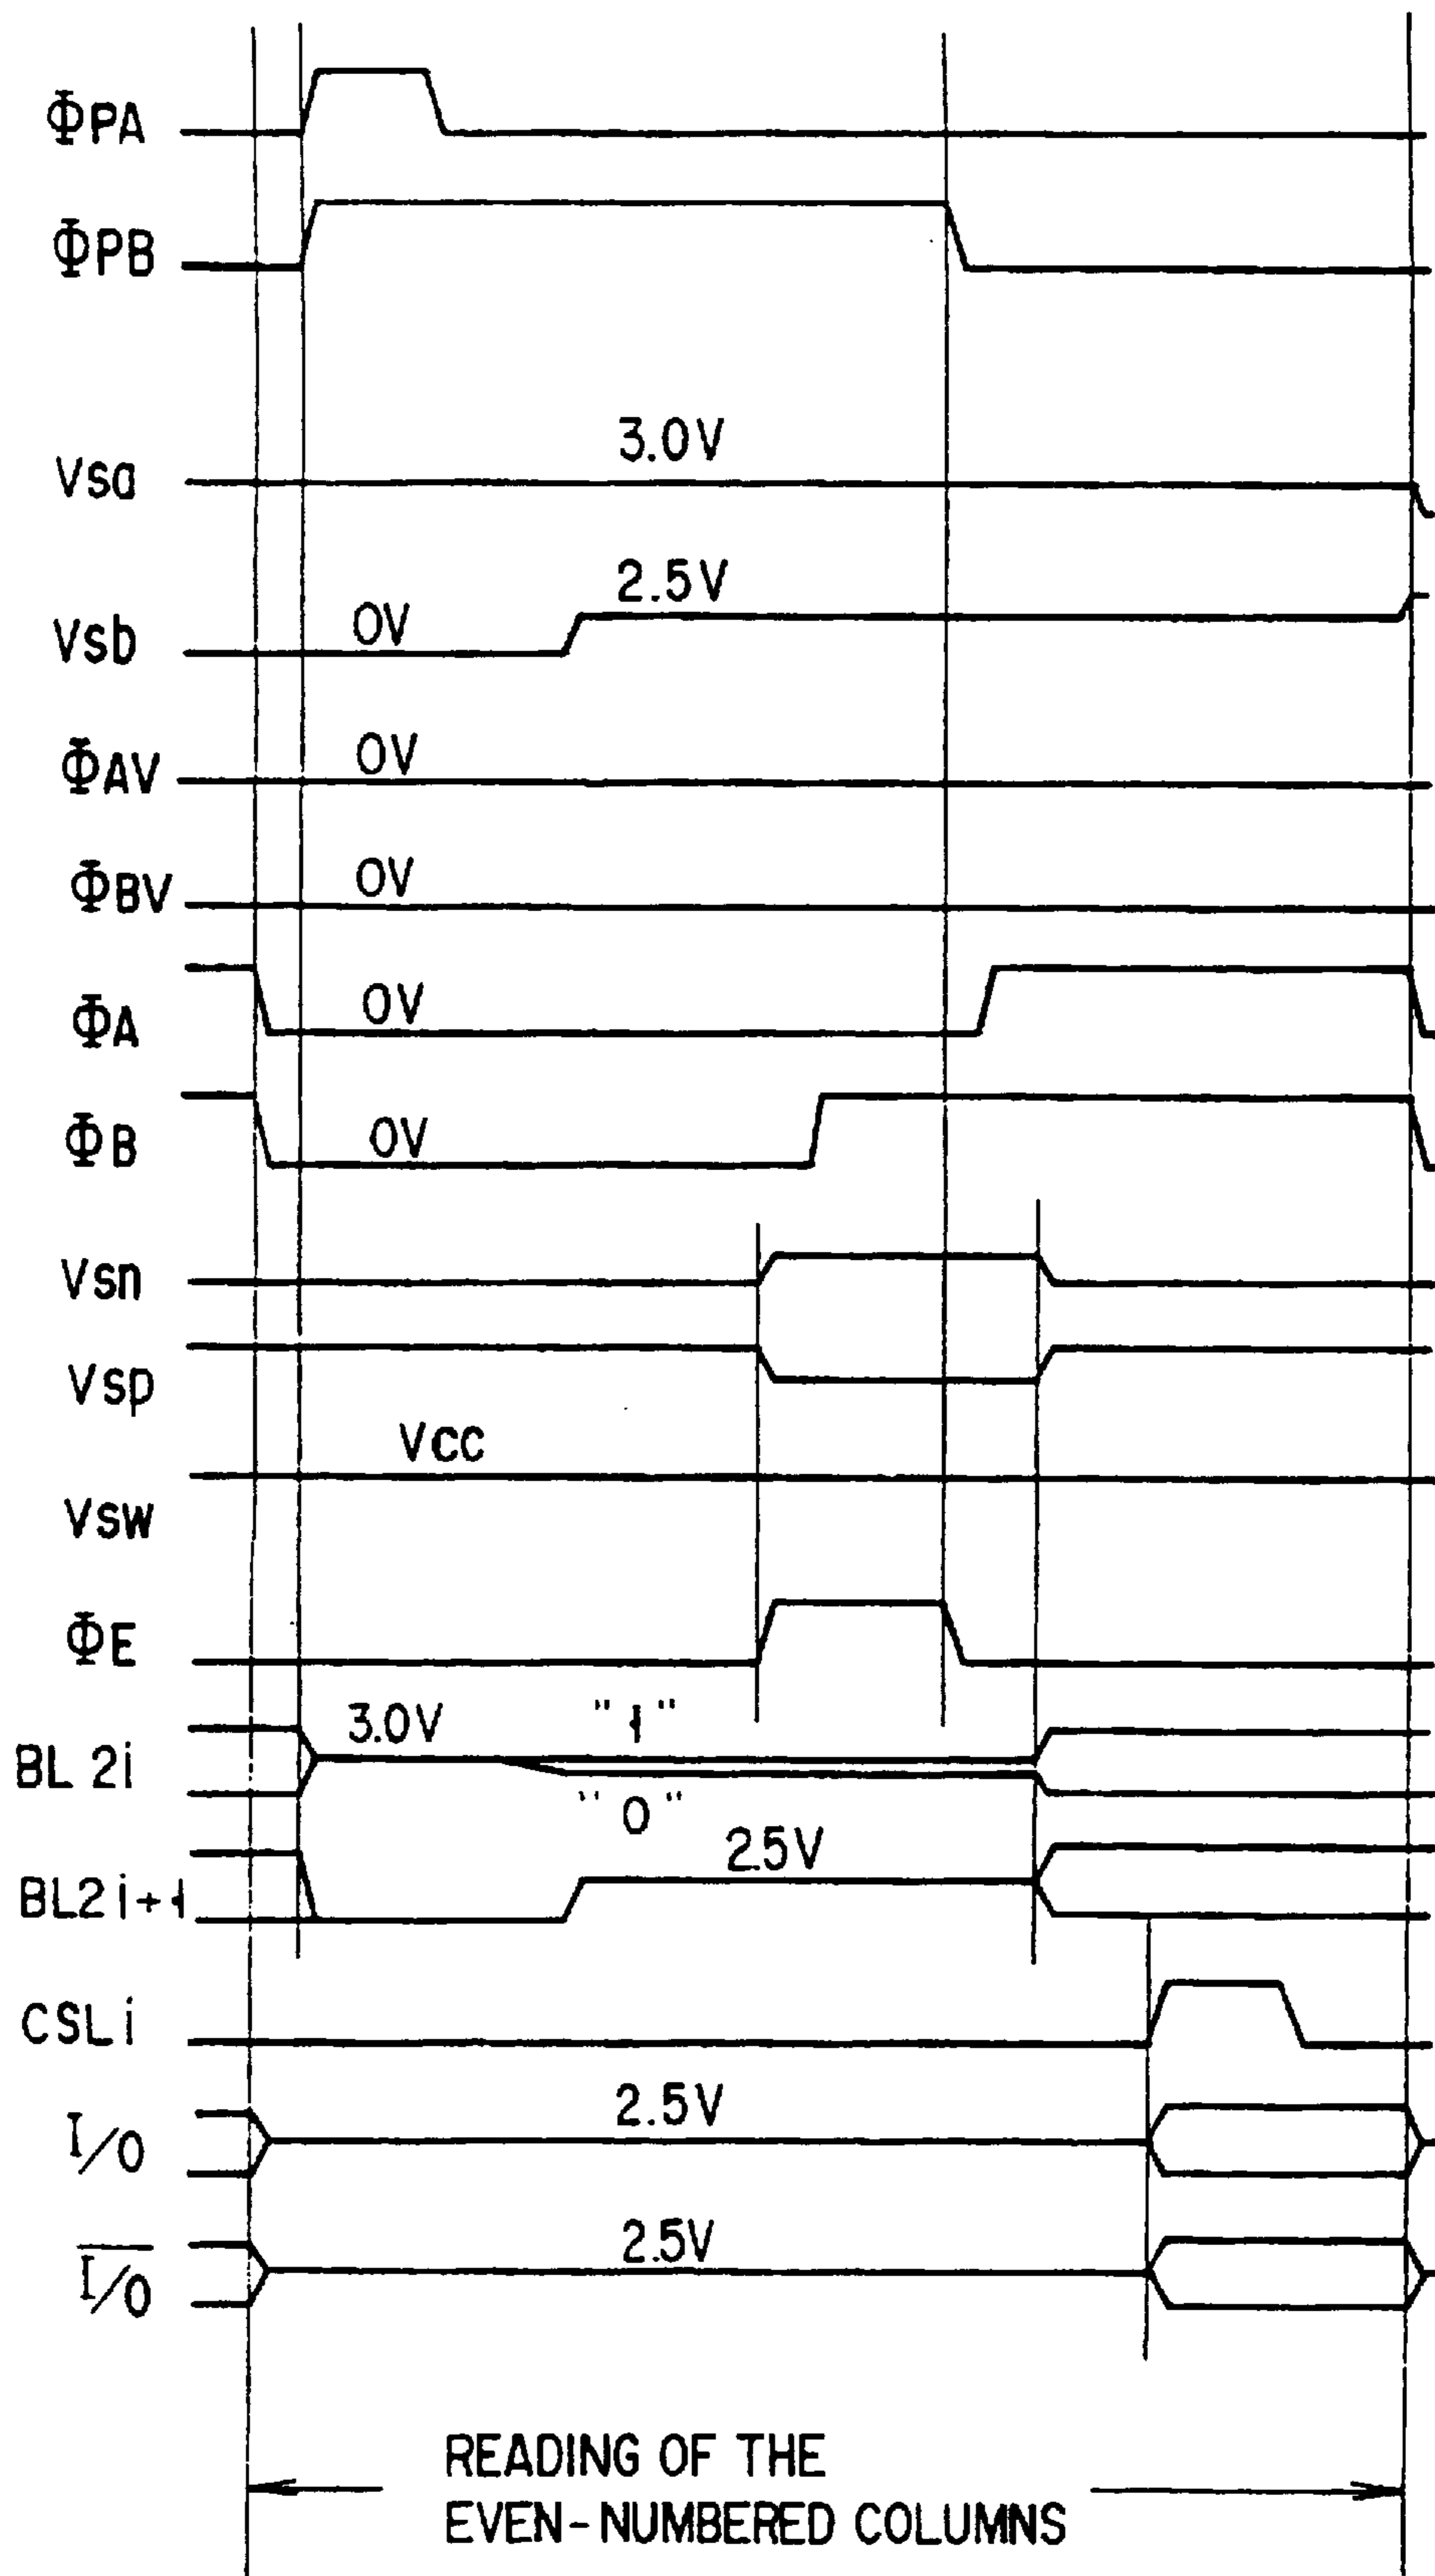 ΦPA
ΦPB
3.0V
Vsa
2.5V
0V
Vsb
0V
ΦAV
0V
ΦBV
0V
ΦA
0V
ΦB
Vsn
Vsp
Vcc
Vsw
ΦE
3.0V "1"
BL 2i
"0"
2.5V
BL2i+1
CSLi
2.5V
I/O
2.5V
I/O
READING OF THE
EVEN-NUMBERED COLUMNS